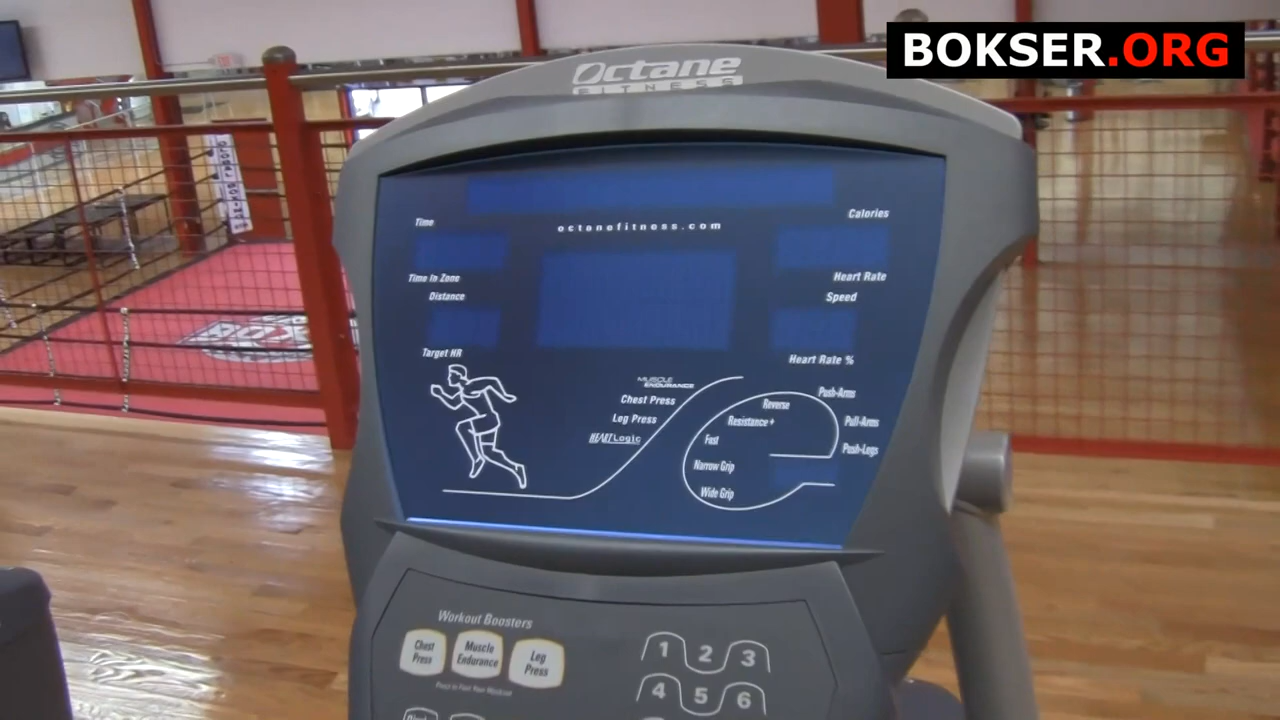 BOKSER.ORG
Octane
FITNESS
Time
Calories
octanefitness.com
Time In Zone
Heart Rate
Distance
Speed
Target HR
Heart Rate %
MUSCLE
ENDURANCE
Chest Press
Leg Press
HEARTLogic
Push-Arms
Reverse
Resistance +
Pull-Arms
Fast
Push-Legs
Narrow Grip
Wide Grip
Workout Boosters
Chest
Press
Muscle
Endurance
Leg
Press
1 2 3
4 5 6